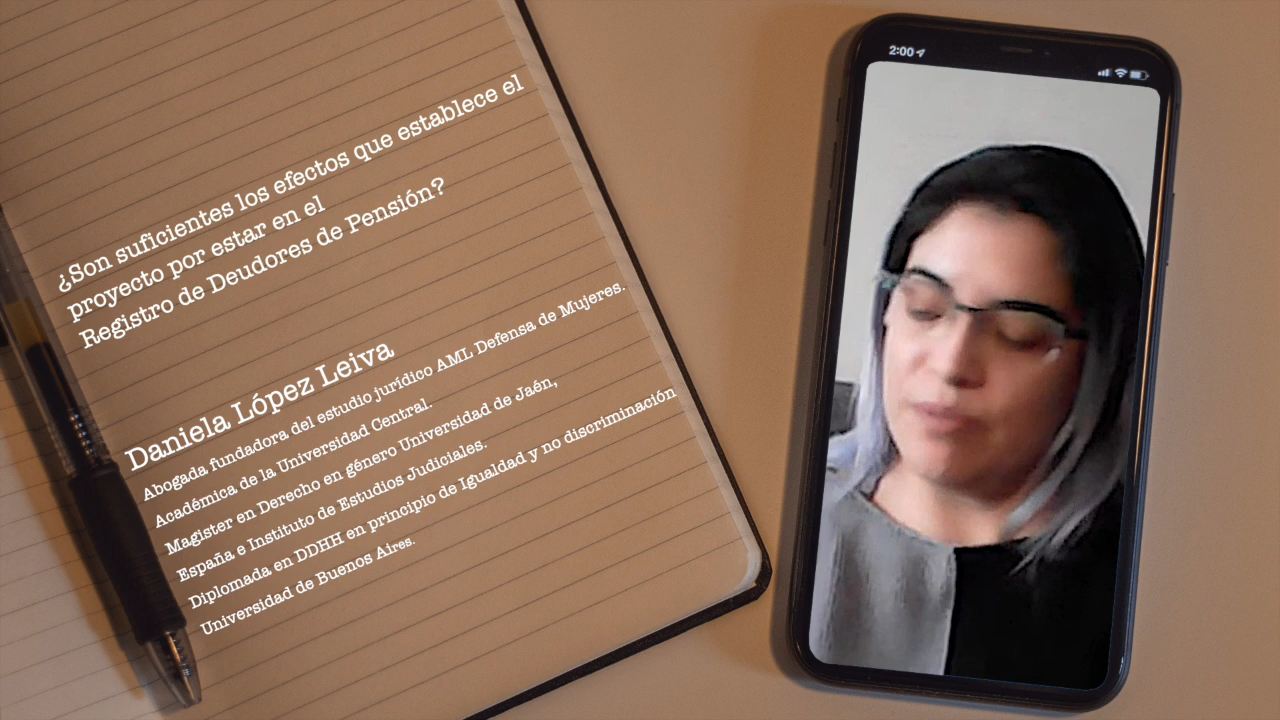 ¿Son suficientes los efectos que establece el
proyecto por estar en el
Registro de Deudores de Pensión?
Daniela López Leiva
Abogada fundadora del estudio jurídico AML Defensa de Mujeres.
Académica de la Universidad Central.
Magister en Derecho en género Universidad de Jaén,
España e Instituto de Estudios Judiciales.
Diplomada en DDHH en principio de Igualdad y no discriminación
Universidad de Buenos Aires.
2:00